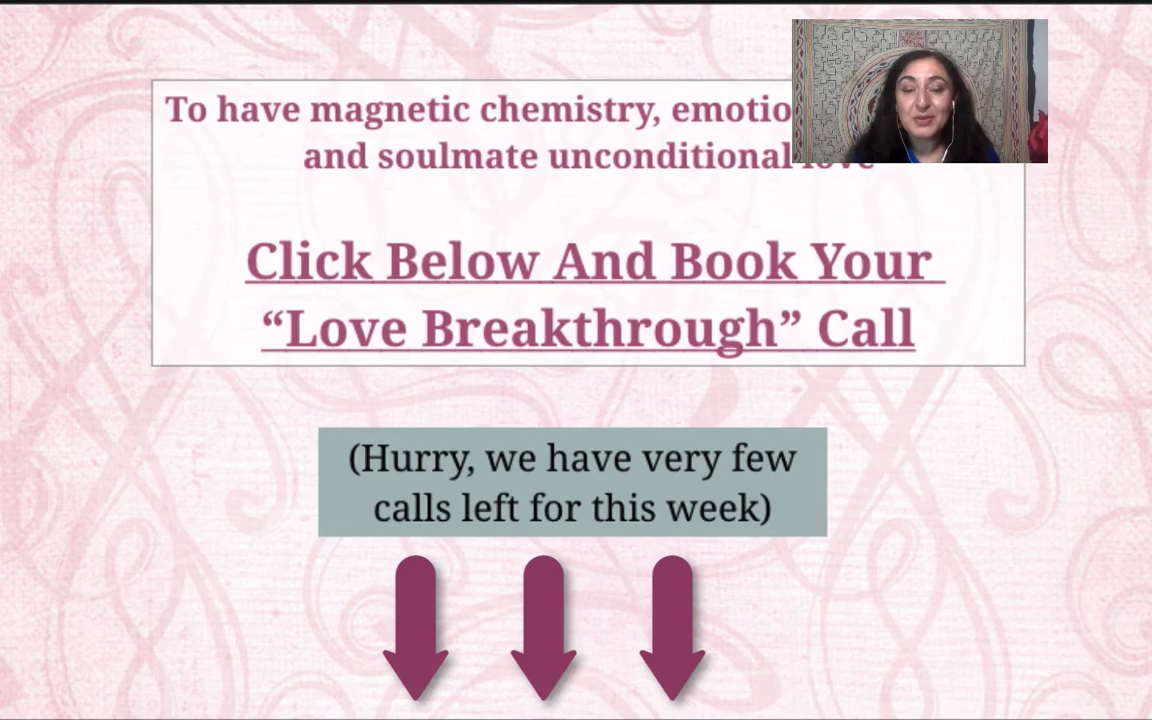 To have magnetic chemistry, emotio
and soulmate unconditional
Click Below And Book Your
“Love Breakthrough” Call
(Hurry, we have very few
calls left for this week)